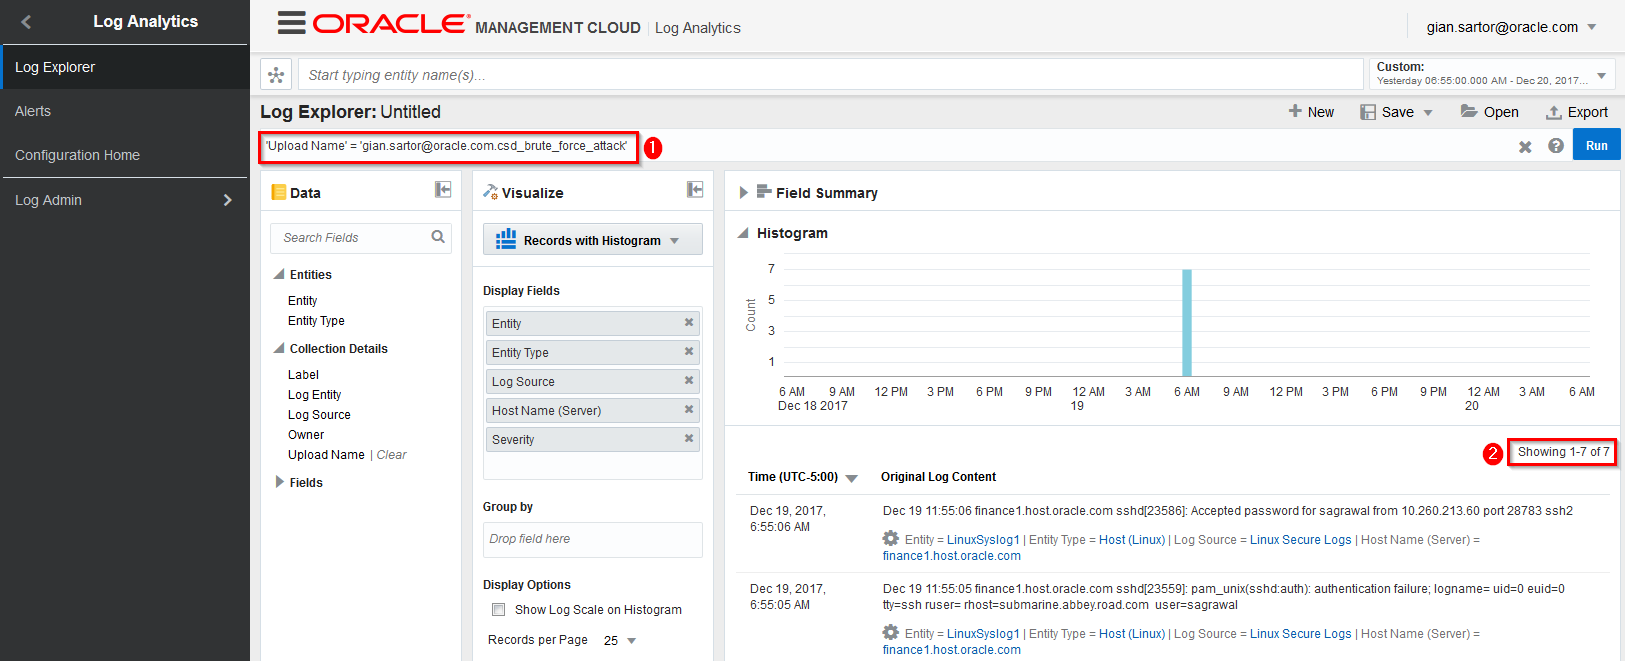 Log Analytics
Log Explorer
Alerts
Configuration Home
Log Admin
ORACLE MANAGEMENT CLOUD | Log Analytics
gian.sartor@oracle.com
Start typing entity name(s)...
Custom:
Yesterday 06:55:00.000 AM - Dec 20, 2017...
Log Explorer: Untitled
New
Save
Open
Export
'Upload Name' = 'gian.sartor@oracle.com.csd_brute_force_attack'
1
Run
Data
Search Fields
Entities
Entity
Entity Type
Collection Details
Label
Log Entity
Log Source
Owner
Upload Name | Clear
Fields
Visualize
Records with Histogram
Display Fields
Entity
Entity Type
Log Source
Host Name (Server)
Severity
Group by
Drop field here
Display Options
Show Log Scale on Histogram
Records per Page 25
Field Summary
Histogram
Count
7
5
3
1
6 AM 9 AM 12 PM 3 PM 6 PM 9 PM 12 AM 3 AM 6 AM 9 AM 12 PM 3 PM 6 PM 9 PM 12 AM 3 AM 6 AM
Dec 18 2017 19 20
2
Showing 1-7 of 7
Time (UTC-5:00) Original Log Content
Dec 19, 2017,
6:55:06 AM
Dec 19 11:55:06 finance1.host.oracle.com sshd[23586]: Accepted password for sagrawal from 10.260.213.60 port 28783 ssh2
Entity = LinuxSyslog1 | Entity Type = Host (Linux) | Log Source = Linux Secure Logs | Host Name (Server) =
finance1.host.oracle.com
Dec 19, 2017,
6:55:05 AM
Dec 19 11:55:05 finance1.host.oracle.com sshd[23559]: pam_unix(sshd:auth): authentication failure; logname= uid=0 euid=0
tty=ssh ruser= rhost=submarine.abbey.road.com user=sagrawal
Entity = LinuxSyslog1 | Entity Type = Host (Linux) | Log Source = Linux Secure Logs | Host Name (Server) =
finance1.host.oracle.com